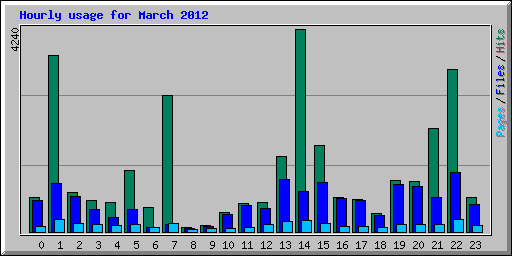 Hourly usage for March 2012
4240
Pages / Files / Hits
0 1 2 3 4 5 6 7 8 9 10 11 12 13 14 15 16 17 18 19 20 21 22 23